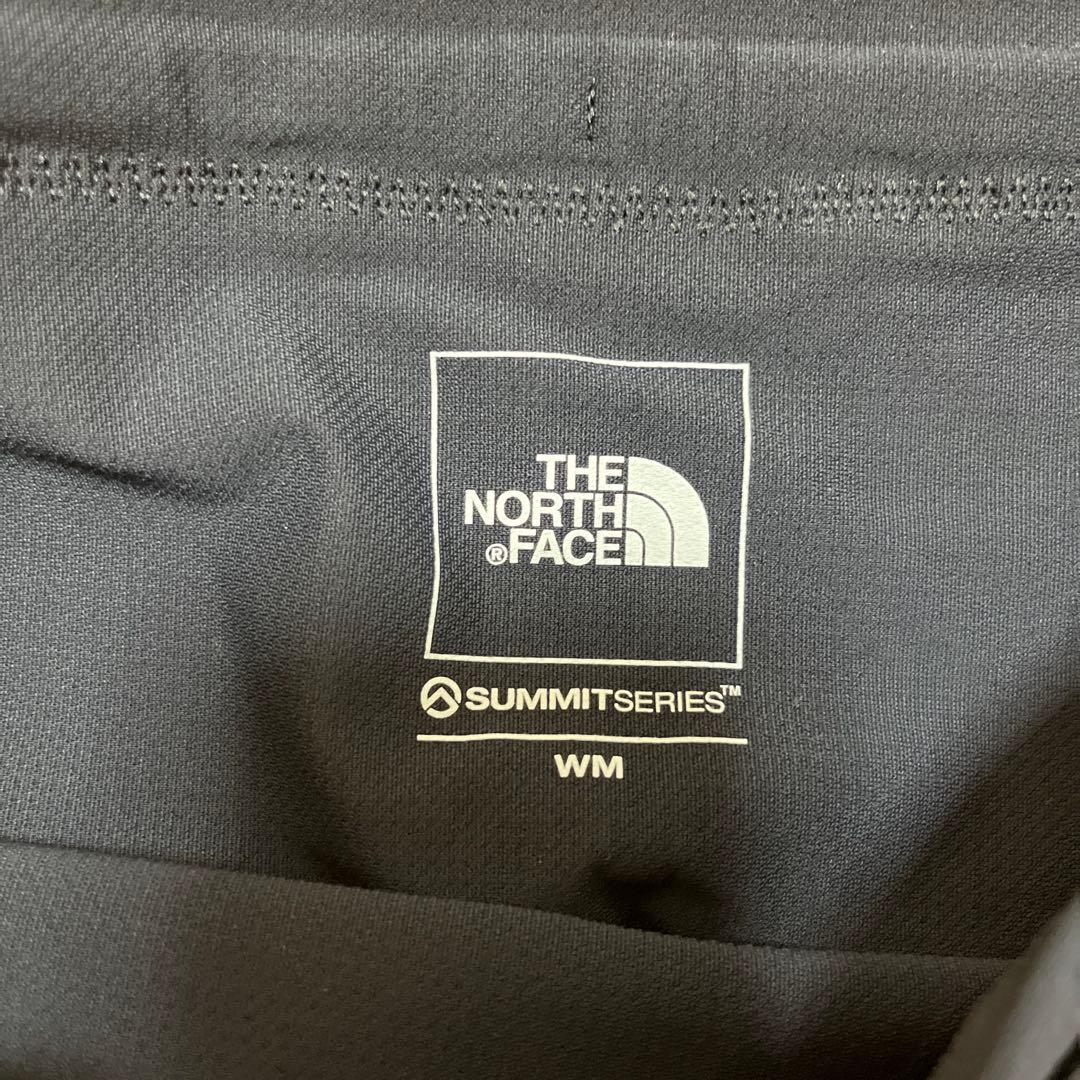 THE
NORTH
®FACE
SUMMITSERIES™
WM